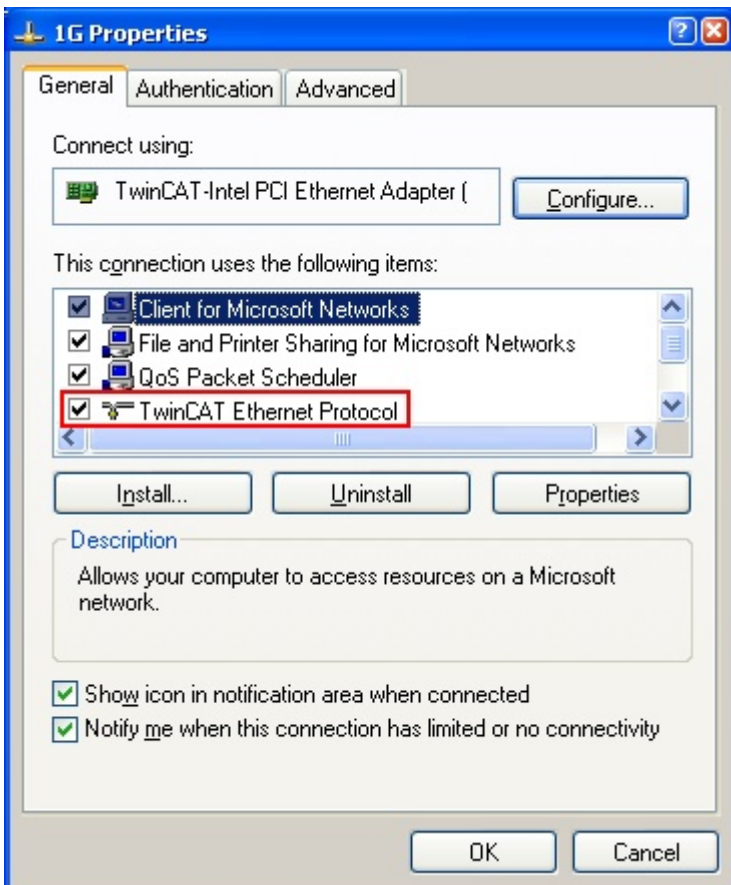 1G Properties
General Authentication Advanced
Connect using:
TwinCAT-Intel PCI Ethernet Adapter (
Configure...
This connection uses the following items:
Client for Microsoft Networks
File and Printer Sharing for Microsoft Networks
QoS Packet Scheduler
TwinCAT Ethernet Protocol
Install... Uninstall Properties
Description
Allows your computer to access resources on a Microsoft
network.
Show icon in notification area when connected
Notify me when this connection has limited or no connectivity
OK Cancel